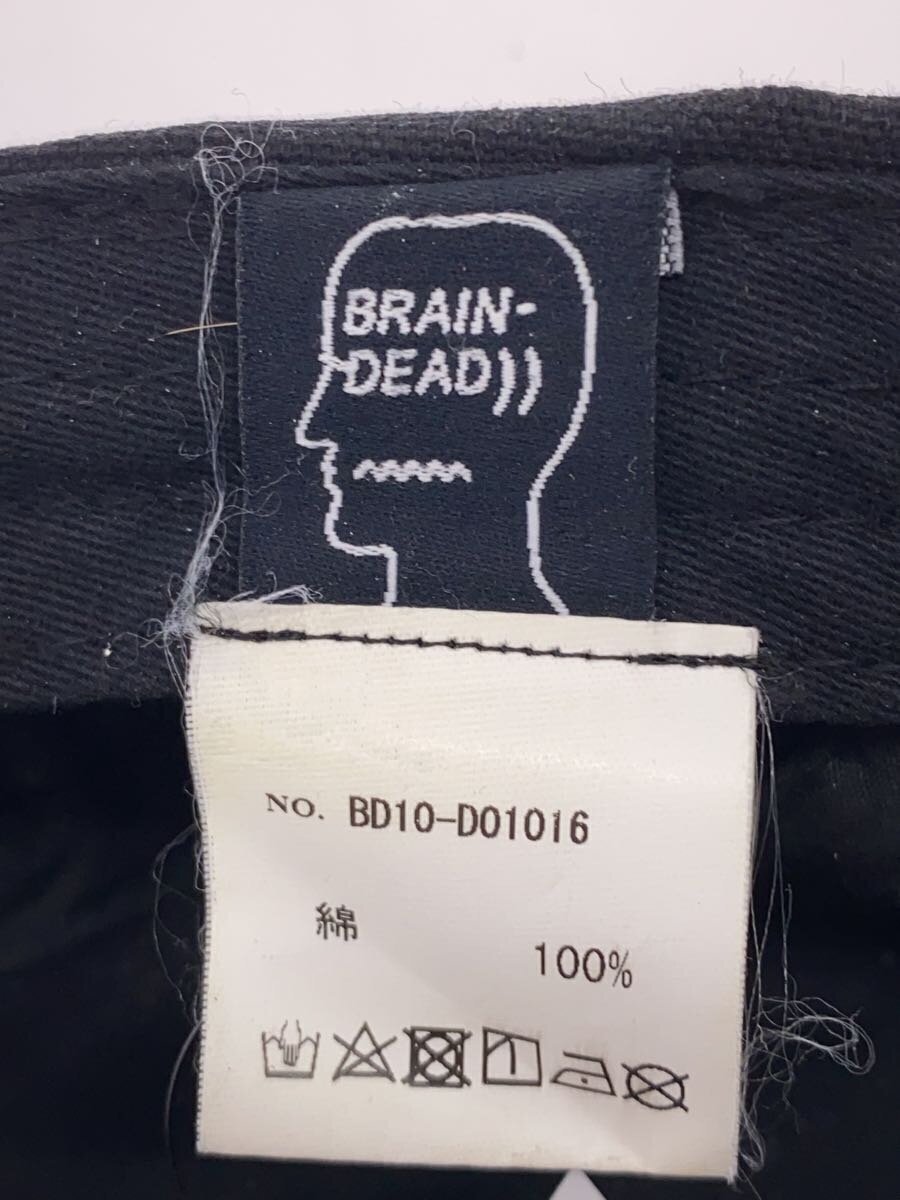 BRAIN-
DEAD))
NO. BD10-D01016
綿
100%